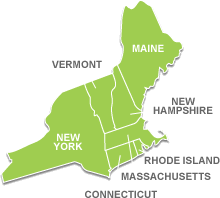 MAINE
VERMONT
NEW
HAMPSHIRE
NEW
YORK
RHODE ISLAND
MASSACHUSETTS
CONNECTICUT